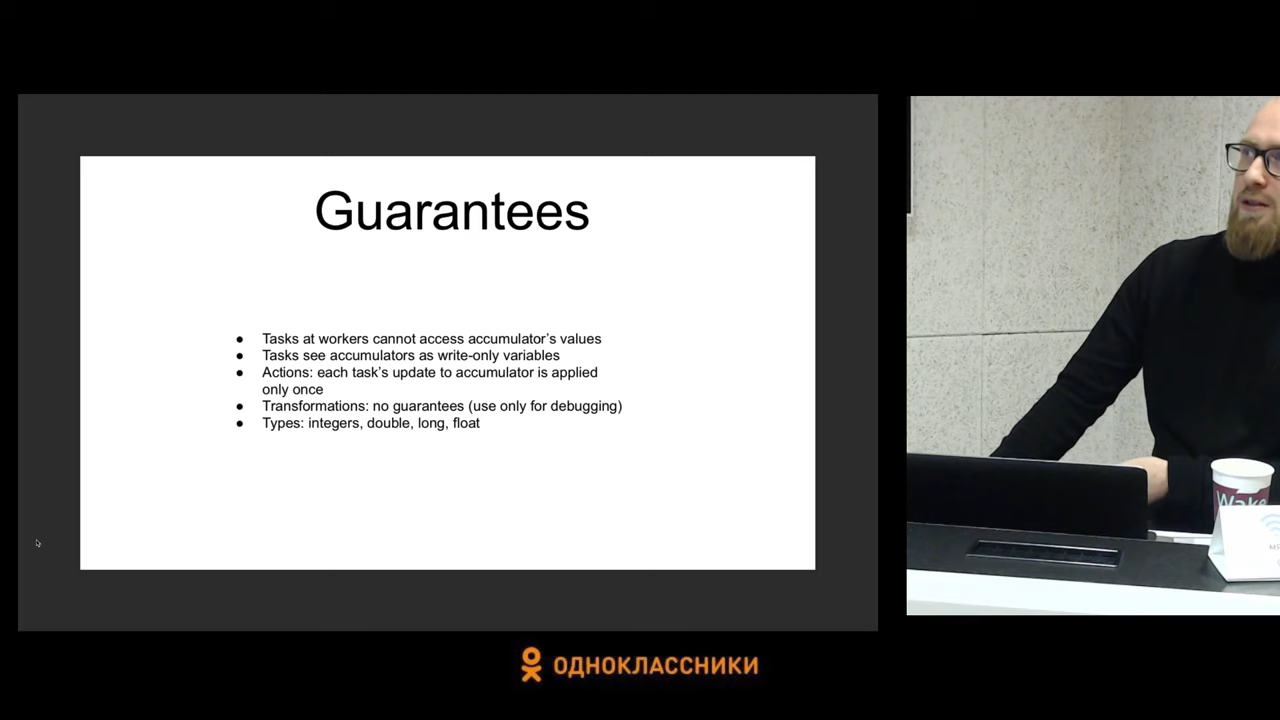 Guarantees
● Tasks at workers cannot access accumulator’s values
● Tasks see accumulators as write-only variables
● Actions: each task’s update to accumulator is applied
only once
● Transformations: no guarantees (use only for debugging)
● Types: integers, double, long, float
Wake
ОДНОКЛАССНИКИ